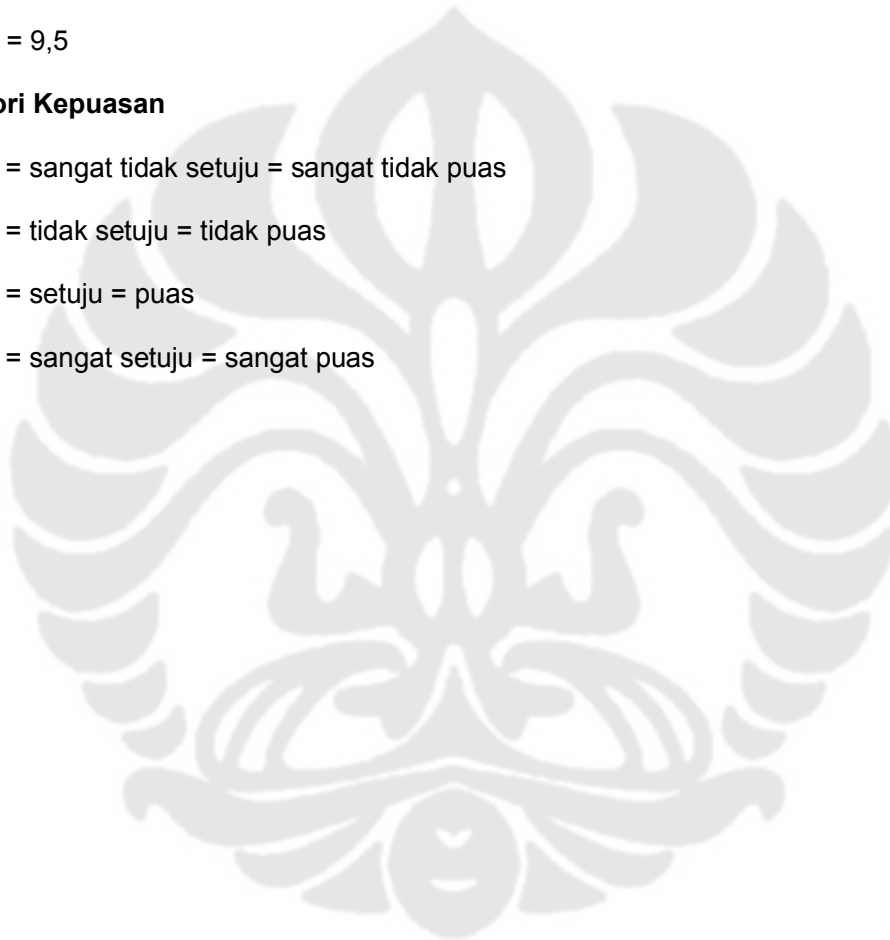 = 9,5
ori Kepuasan
= sangat tidak setuju = sangat tidak puas
= tidak setuju = tidak puas
= setuju = puas
= sangat setuju = sangat puas